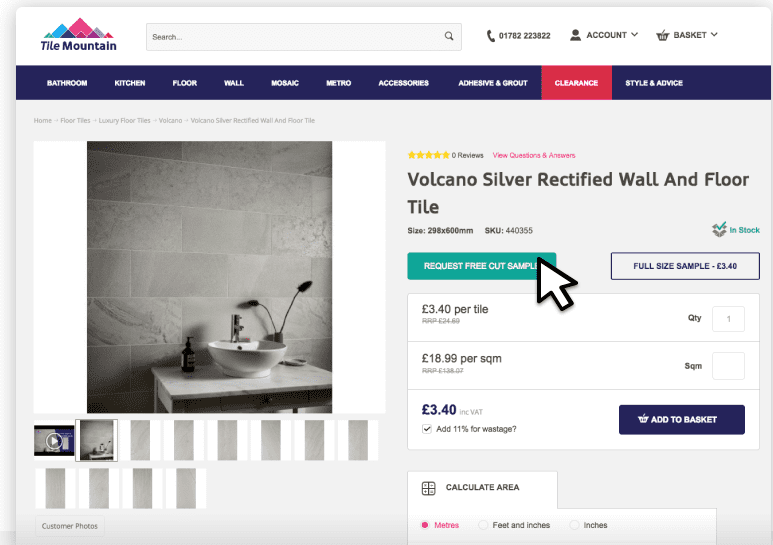 Tile Mountain
Search...
01782 223822
ACCOUNT
BASKET
BATHROOM KITCHEN FLOOR WALL MOSAIC METRO ACCESSORIES ADHESIVE & GROUT CLEARANCE STYLE & ADVICE
Home → Floor Tiles → Luxury Floor Tiles → Volcano → Volcano Silver Rectified Wall And Floor Tile
0 Reviews View Questions & Answers
Volcano Silver Rectified Wall And Floor
Tile
Size: 298x600mm SKU: 440355
In Stock
REQUEST FREE CUT SAMPL
FULL SIZE SAMPLE - £3.40
£3.40 per tile
RRP £24.69
Qty 1
£18.99 per sqm
RRP £138.07
Sqm
£3.40 inc VAT
Add 11% for wastage?
ADD TO BASKET
CALCULATE AREA
Metres Feet and inches Inches
Customer Photos